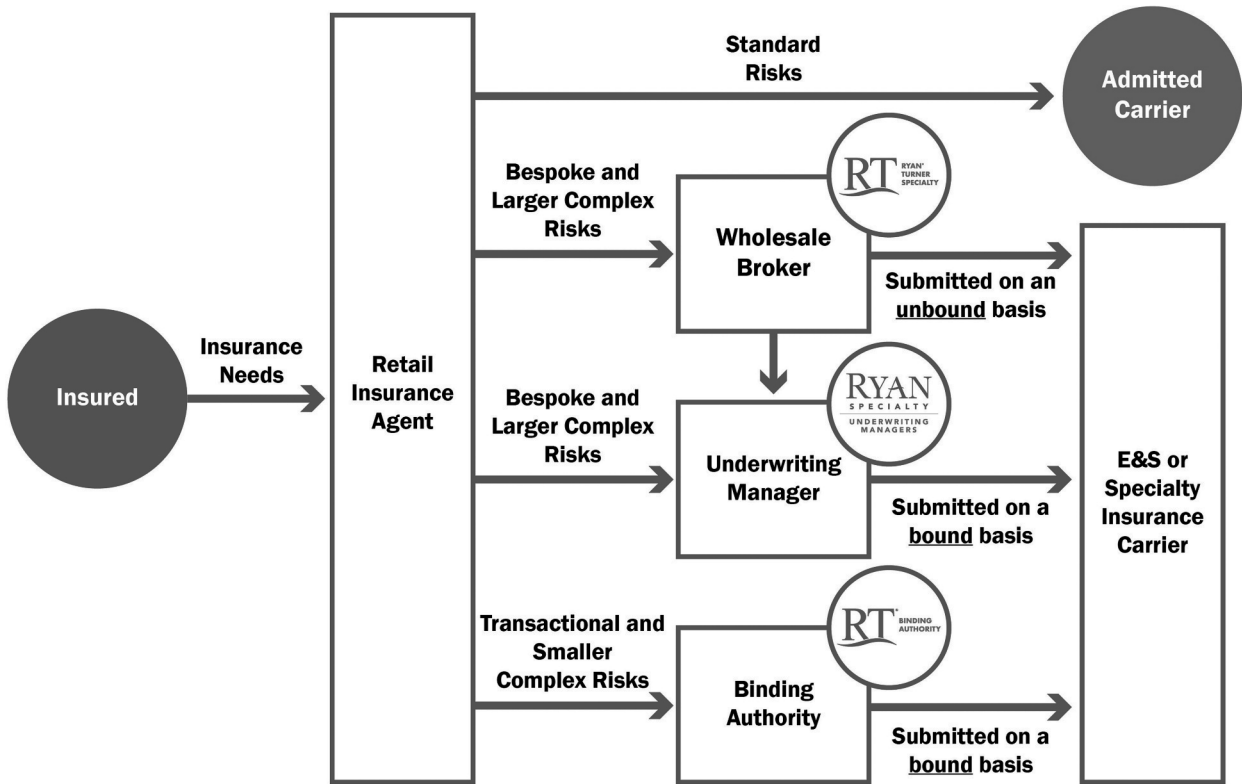 Standard
Risks
Admitted
Carrier
RT
RYAN®
TURNER
SPECIALTY
Bespoke and
Larger Complex
Risks
Wholesale
Broker
Submitted on an
unbound basis
Insured
Insurance
Needs
Retail
Insurance
Agent
Bespoke and
Larger Complex
Risks
RYAN
SPECIALTY
UNDERWRITING
MANAGERS
Underwriting
Manager
Submitted on a
bound basis
E&S or
Specialty
Insurance
Carrier
Transactional and
Smaller
Complex Risks
RT®
BINDING
AUTHORITY
Binding
Authority
Submitted on a
bound basis